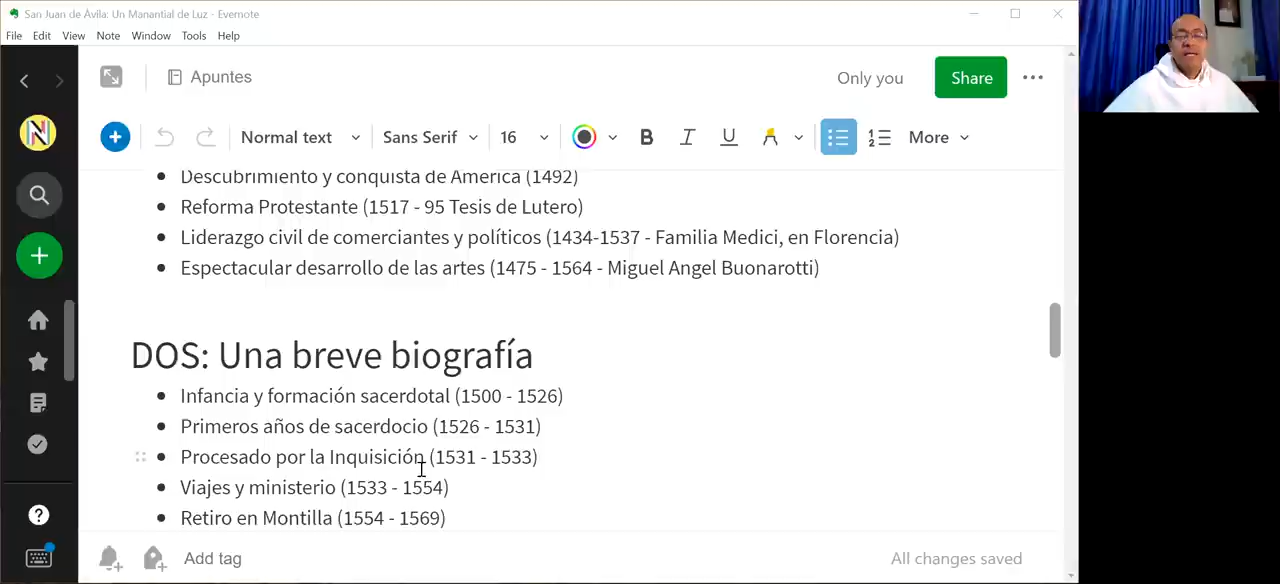 San Juan de Ávila: Un Manantial de Luz - Evernote
File Edit View Note Window Tools Help
Apuntes
Only you
Share
Normal text
Sans Serif
16
B I U
More
Descubrimiento y conquista de América (1492)
Reforma Protestante (1517 - 95 Tesis de Lutero)
Liderazgo civil de comerciantes y políticos (1434-1537 - Familia Medici, en Florencia)
Espectacular desarrollo de las artes (1475 - 1564 - Miguel Angel Buonarotti)
DOS: Una breve biografía
Infancia y formación sacerdotal (1500 - 1526)
Primeros años de sacerdocio (1526 - 1531)
Procesado por la Inquisición (1531 - 1533)
Viajes y ministerio (1533 - 1554)
Retiro en Montilla (1554 - 1569)
Add tag
All changes saved